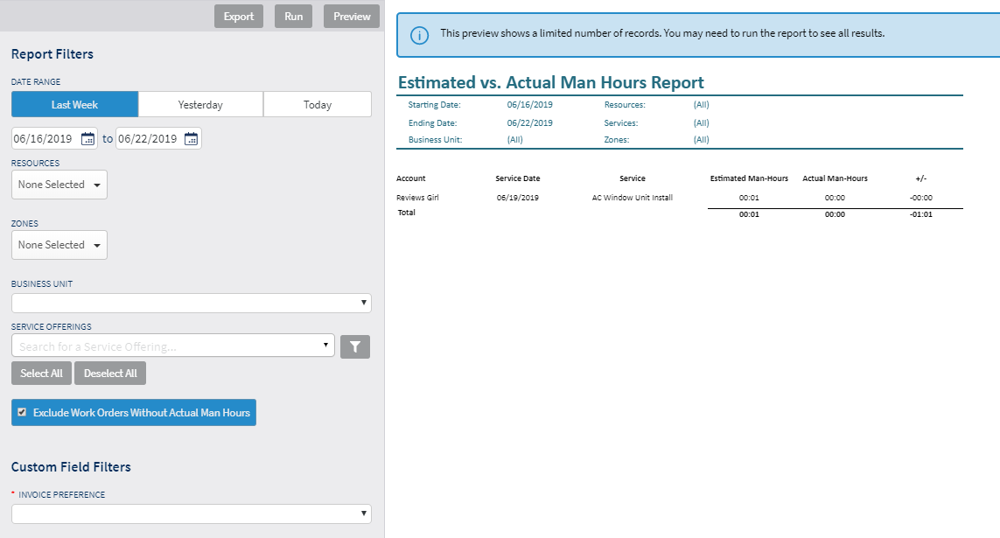 Export Run Preview
Report Filters
DATE RANGE
Last Week Yesterday Today
06/16/2019 to 06/22/2019
RESOURCES
None Selected
ZONES
None Selected
BUSINESS UNIT
SERVICE OFFERINGS
Search for a Service Offering...
Select All Deselect All
Exclude Work Orders Without Actual Man Hours
Custom Field Filters
* INVOICE PREFERENCE
This preview shows a limited number of records. You may need to run the report to see all results.
Estimated vs. Actual Man Hours Report
Starting Date: 06/16/2019 Resources: (All)
Ending Date: 06/22/2019 Services: (All)
Business Unit: (All) Zones: (All)
Account Service Date Service Estimated Man-Hours Actual Man-Hours +/-
Reviews Girl 06/19/2019 AC Window Unit Install 00:01 00:00 -00:00
Total 00:01 00:00 -01:01